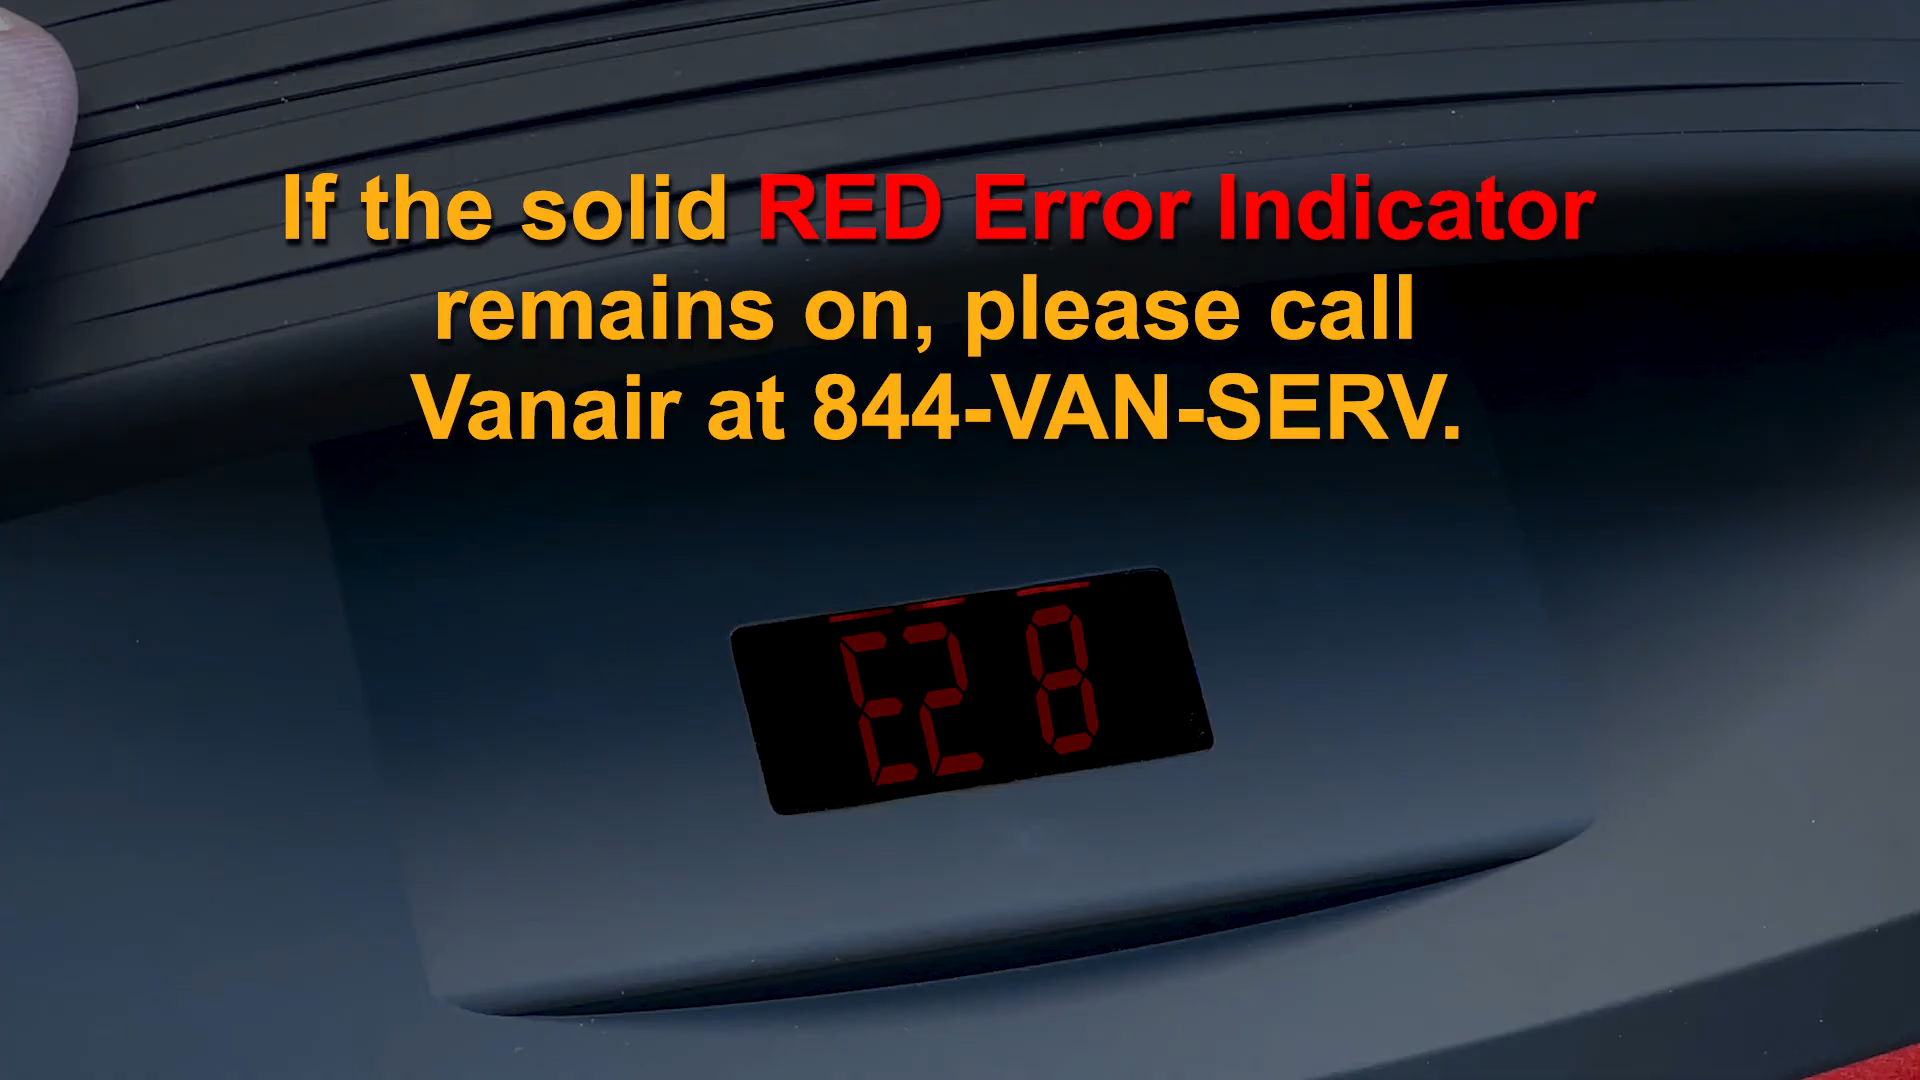 If the solid RED Error Indicator
remains on, please call
Vanair at 844-VAN-SERV.
E2 8